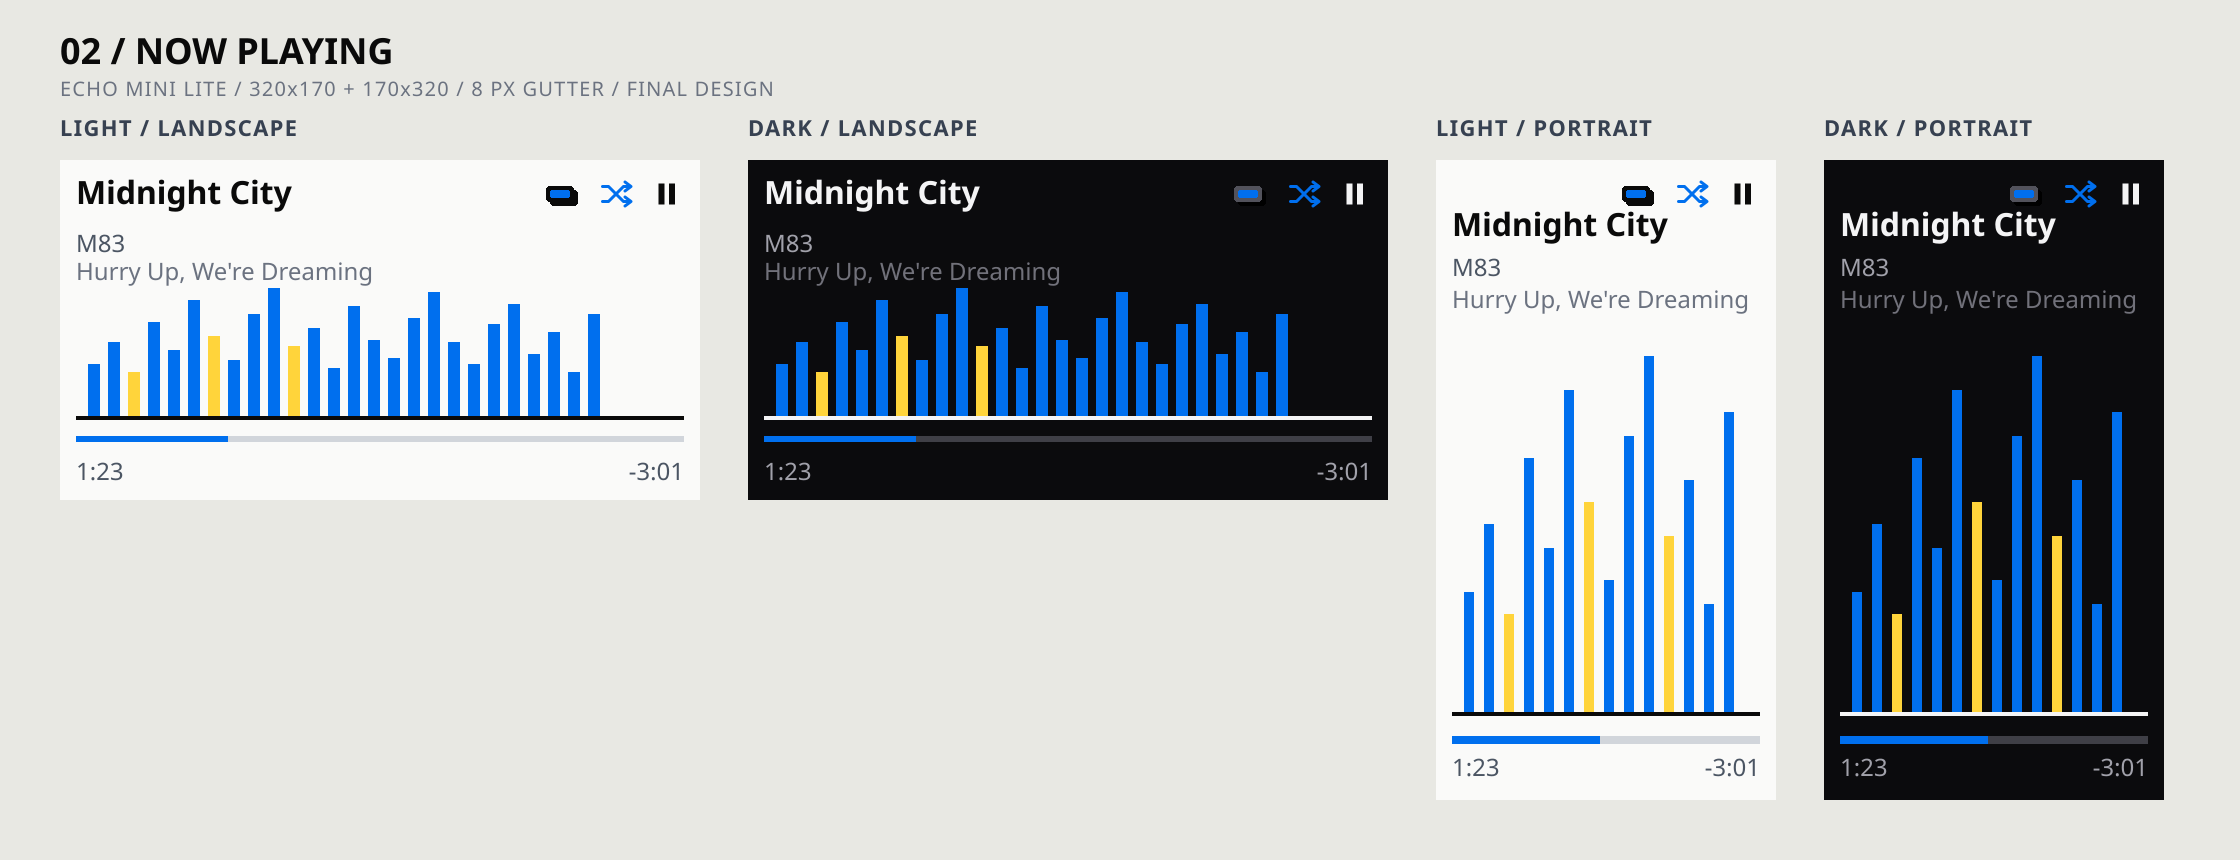 02 / NOW PLAYING
ECHO MINI LITE / 320x170 + 170x320 / 8 PX GUTTER / FINAL DESIGN
LIGHT / LANDSCAPE
Midnight City
M83
Hurry Up, We're Dreaming
1:23
-3:01
DARK / LANDSCAPE
Midnight City
M83
Hurry Up, We're Dreaming
1:23
-3:01
LIGHT / PORTRAIT
Midnight City
M83
Hurry Up, We're Dreaming
1:23
-3:01
DARK / PORTRAIT
Midnight City
M83
Hurry Up, We're Dreaming
1:23
-3:01